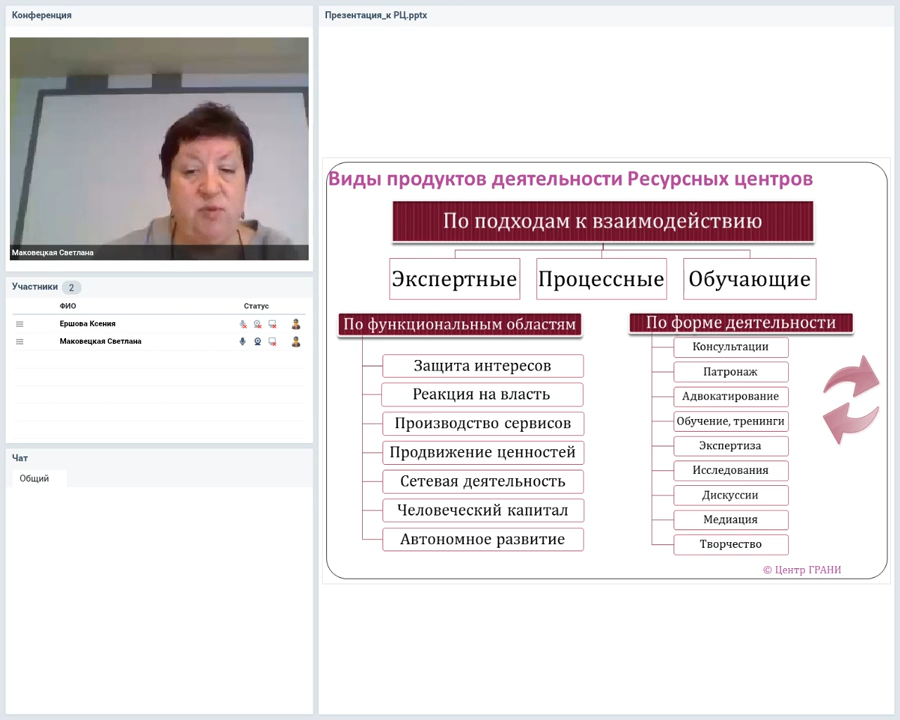 Конференция
Маковецкая Светлана
Участники 2
ФИО Статус
Ершова Ксения
Маковецкая Светлана
Чат
Общий
Презентация_к РЦ.pptx
Виды продуктов деятельности Ресурсных центров
По подходам к взаимодействию
Экспертные Процессные Обучающие
По функциональным областям
Защита интересов
Реакция на власть
Производство сервисов
Продвижение ценностей
Сетевая деятельность
Человеческий капитал
Автономное развитие
По форме деятельности
Консультации
Патронаж
Адвокатирование
Обучение, тренинги
Экспертиза
Исследования
Дискуссии
Медиация
Творчество
© Центр ГРАНИ